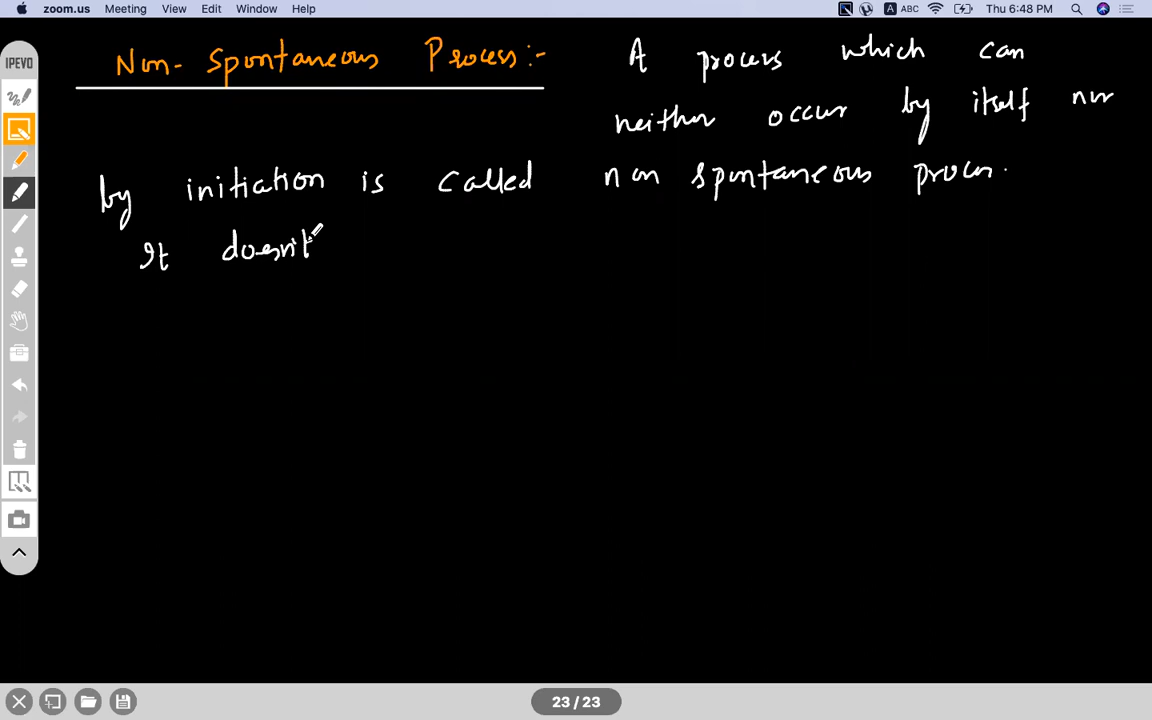 zoom.us Meeting View Edit Window Help ABC Thu 6:48 PM
IPEVO
Non-Spontaneous Process:- A process which can
neither occur by itself nor
by initiation is called non spontaneous process.
It doesn't
23 / 23